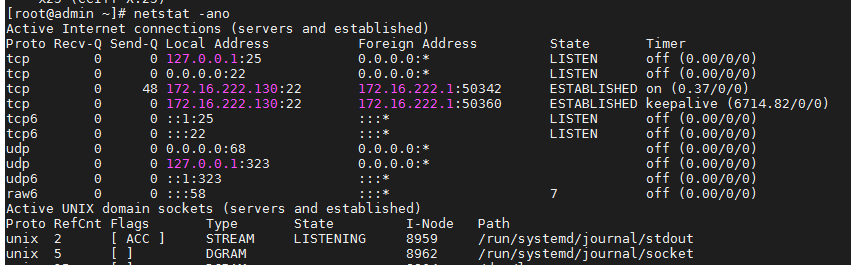 [root@admin ~]# netstat -ano
Active Internet connections (servers and established)
Proto Recv-Q Send-Q Local Address           Foreign Address         State       Timer
tcp        0      0 127.0.0.1:25            0.0.0.0:*               LISTEN      off (0.00/0/0)
tcp        0      0 0.0.0.0:22              0.0.0.0:*               LISTEN      off (0.00/0/0)
tcp        0     48 172.16.222.130:22       172.16.222.1:50342      ESTABLISHED on (0.37/0/0)
tcp        0      0 172.16.222.130:22       172.16.222.1:50360      ESTABLISHED keepalive (6714.82/0/0)
tcp6       0      0 ::1:25                  :::*                    LISTEN      off (0.00/0/0)
tcp6       0      0 :::22                   :::*                    LISTEN      off (0.00/0/0)
udp        0      0 0.0.0.0:68              0.0.0.0:*                           off (0.00/0/0)
udp        0      0 127.0.0.1:323           0.0.0.0:*                           off (0.00/0/0)
udp6       0      0 ::1:323                 :::*                                off (0.00/0/0)
raw6       0      0 :::58                   :::*                    7           off (0.00/0/0)
Active UNIX domain sockets (servers and established)
Proto RefCnt Flags       Type       State         I-Node   Path
unix  2      [ ACC ]     STREAM     LISTENING     8959     /run/systemd/journal/stdout
unix  5      [ ]         DGRAM                    8962     /run/systemd/journal/socket